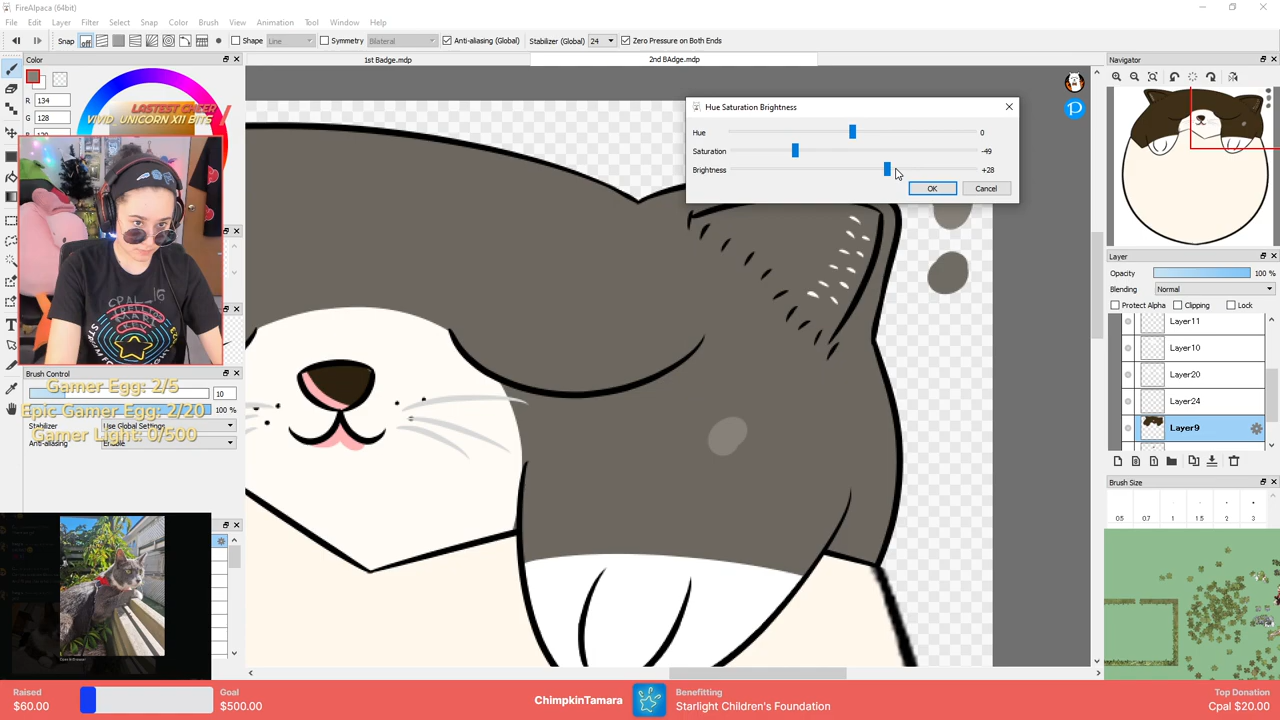 FireAlpaca (64bit)
File Edit Layer Filter Select Snap Color Brush View Animation Tool Window Help
Snap off Shape Line Symmetry Bilateral Anti-aliasing (Global) Stabilizer (Global) 24 Zero Pressure on Both Ends
Color
1st Badge.mdp
2nd BAdge.mdp
Navigator
R 134
G 128
LASTEST CHEER
VIVID_UNICORN X11 BITS
Hue Saturation Brightness
Hue 0
Saturation -49
Brightness +28
OK Cancel
Layer
Opacity 100 %
Blending Normal
Protect Alpha Clipping Lock
Layer11
Layer10
Layer20
Layer24
Layer9
Brush Control
10
100 %
Stabilizer Use Global Settings
Anti-aliasing Enable
Gamer Egg: 2/5
Epic Gamer Egg: 2/20
Gamer Light: 0/500
Brush Size
0.5 0.7 1 1.5 2 3
Raised
$60.00
Goal
$500.00
ChimpkinTamara
Benefitting
Starlight Children's Foundation
Top Donation
Cpal $20.00